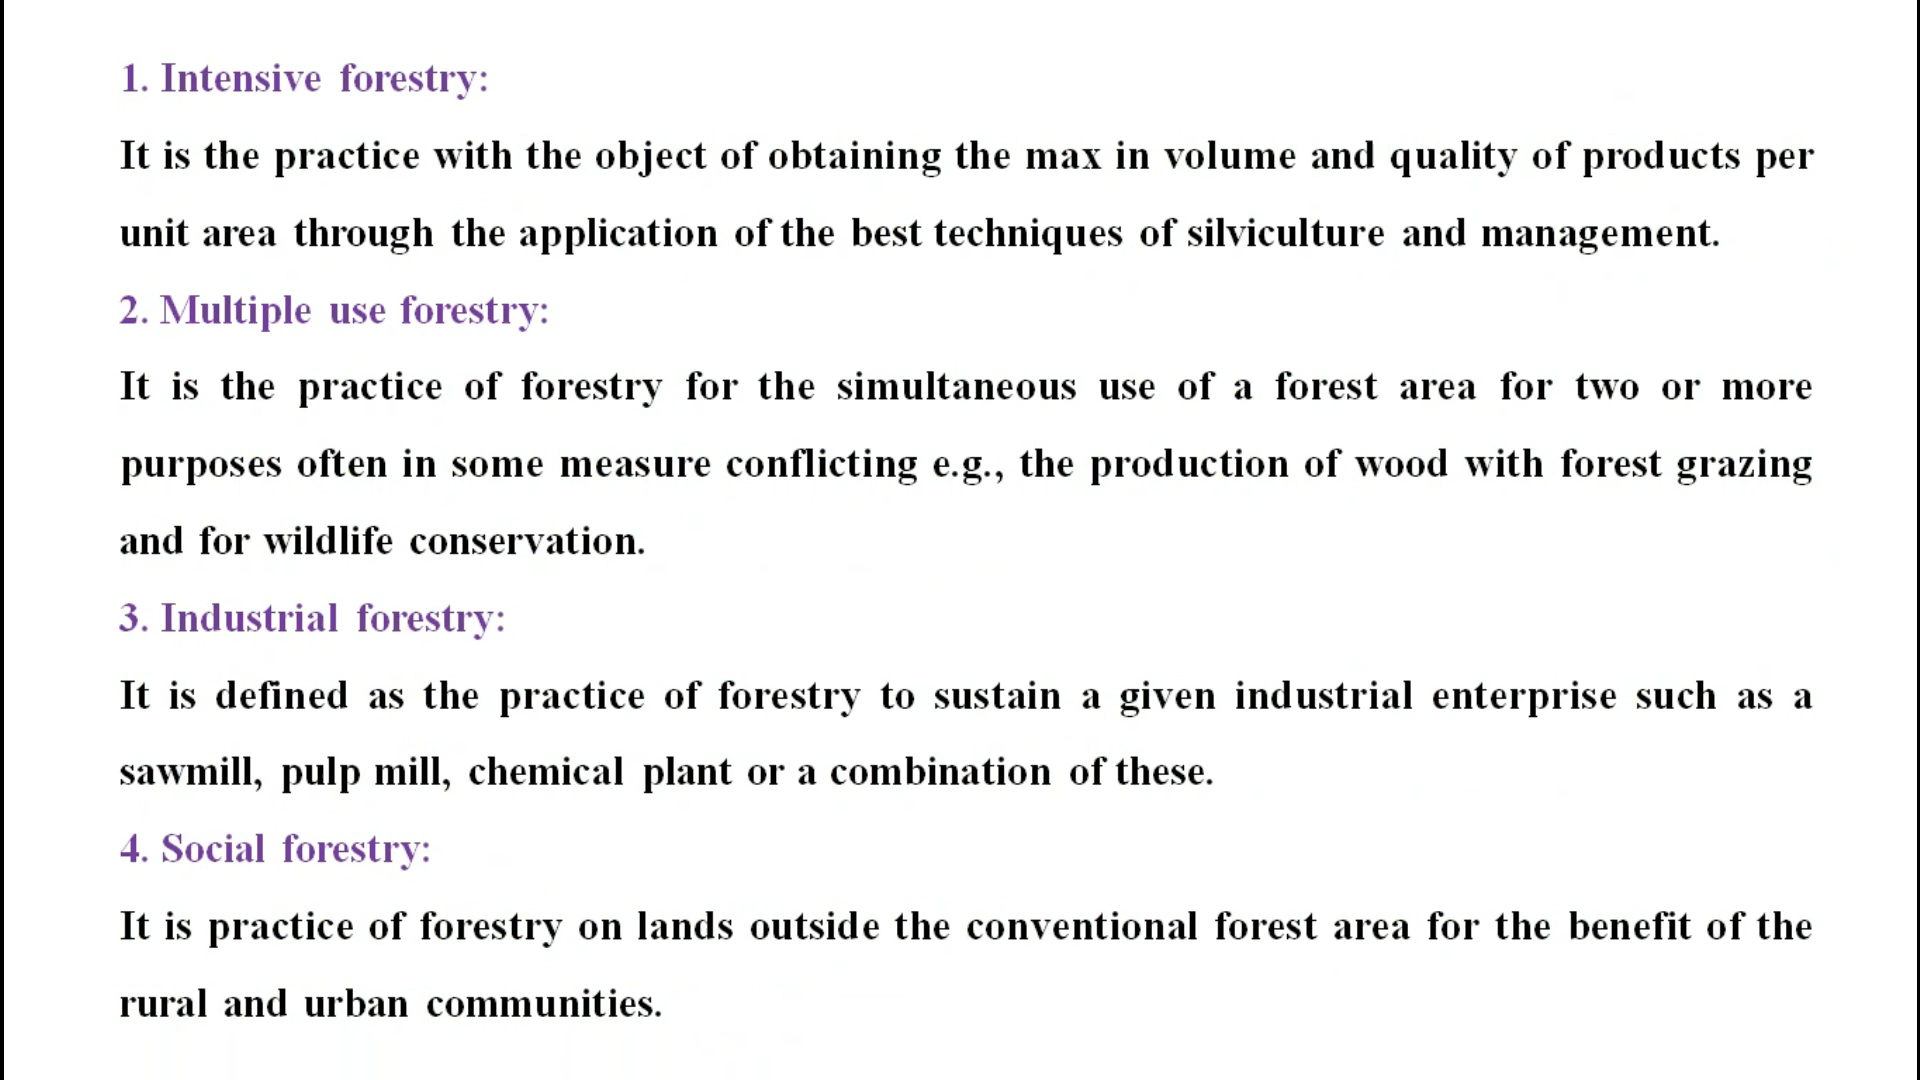 1. Intensive forestry:
It is the practice with the object of obtaining the max in volume and quality of products per
unit area through the application of the best techniques of silviculture and management.
2. Multiple use forestry:
It is the practice of forestry for the simultaneous use of a forest area for two or more
purposes often in some measure conflicting e.g., the production of wood with forest grazing
and for wildlife conservation.
3. Industrial forestry:
It is defined as the practice of forestry to sustain a given industrial enterprise such as a
sawmill, pulp mill, chemical plant or a combination of these.
4. Social forestry:
It is practice of forestry on lands outside the conventional forest area for the benefit of the
rural and urban communities.